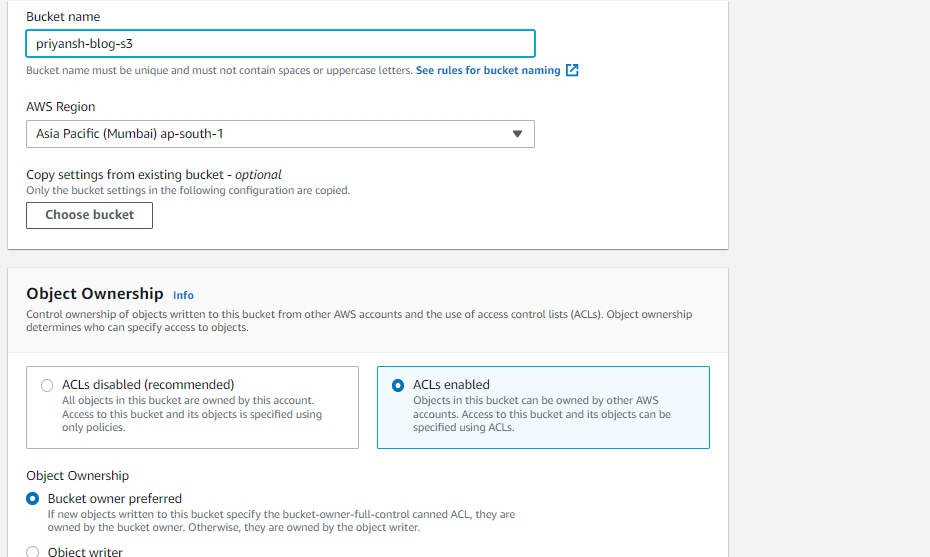 Bucket name
priyansh-blog-s3
Bucket name must be unique and must not contain spaces or uppercase letters. See rules for bucket naming
AWS Region
Asia Pacific (Mumbai) ap-south-1
Copy settings from existing bucket - optional
Only the bucket settings in the following configuration are copied.
Choose bucket
Object Ownership Info
Control ownership of objects written to this bucket from other AWS accounts and the use of access control lists (ACLs). Object ownership
determines who can specify access to objects.
ACLs disabled (recommended)
All objects in this bucket are owned by this account.
Access to this bucket and its objects is specified using
only policies.
ACLs enabled
Objects in this bucket can be owned by other AWS
accounts. Access to this bucket and its objects can be
specified using ACLs.
Object Ownership
Bucket owner preferred
If new objects written to this bucket specify the bucket-owner-full-control canned ACL, they are
owned by the bucket owner. Otherwise, they are owned by the object writer.
Object writer